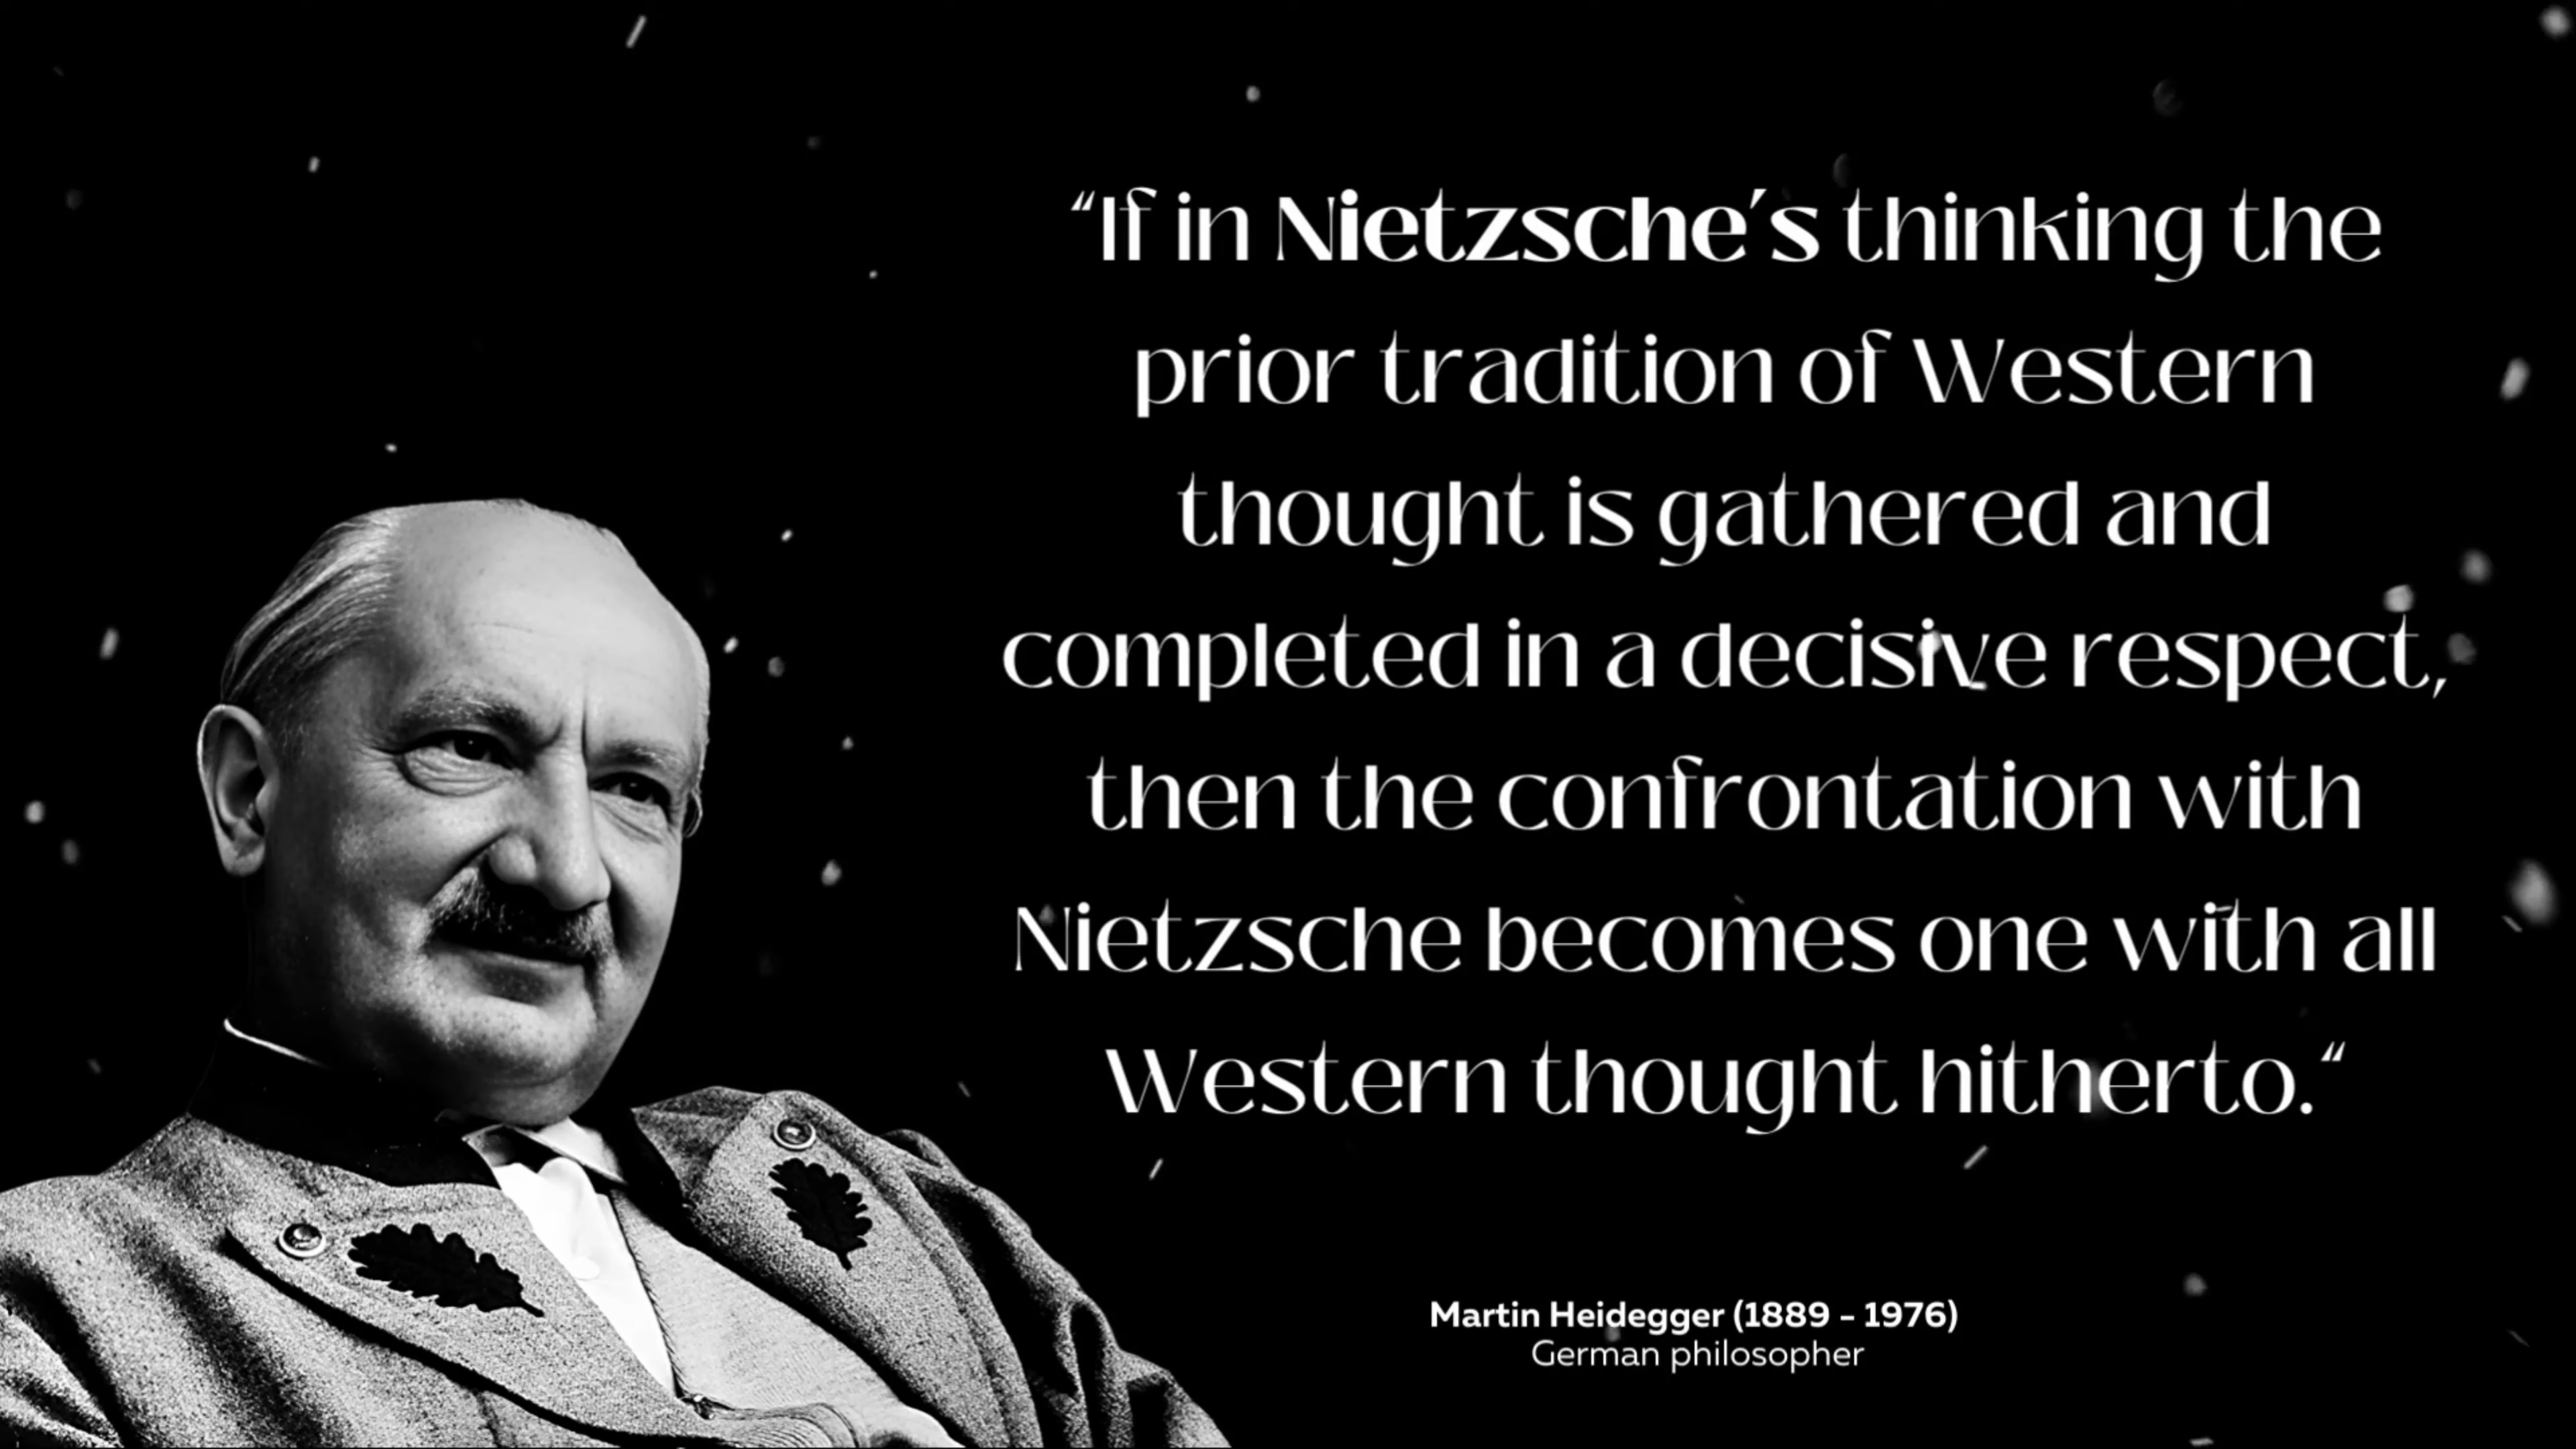 “If in Nietzsche's thinking the
prior tradition of Western
thought is gathered and
completed in a decisive respect,
then the confrontation with
Nietzsche becomes one with all
Western thought hitherto.“
Martin Heidegger (1889 - 1976)
German philosopher